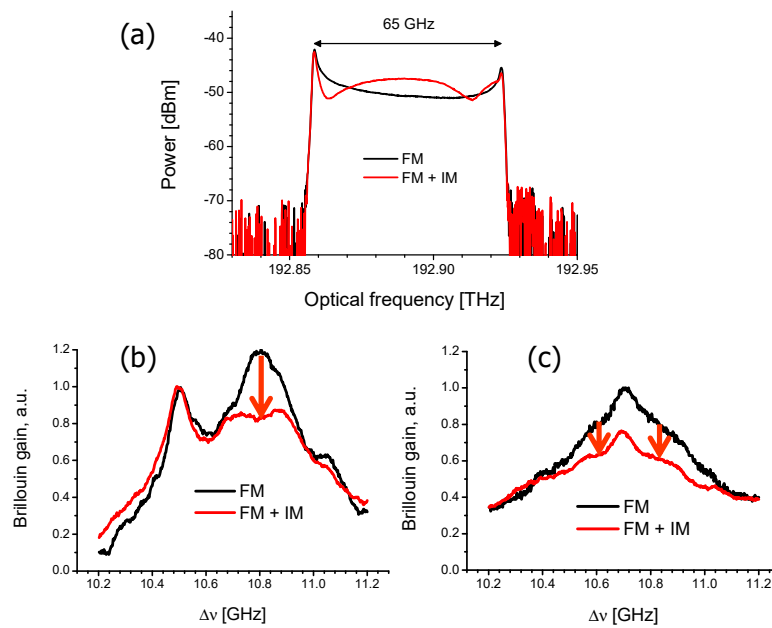 (a)
65 GHz
-40
-50
-60
-70
-80
Power [dBm]
FM
FM + IM
192.85 192.90 192.95
Optical frequency [THz]
(b)
1.2
1.0
0.8
0.6
0.4
0.2
0.0
Brillouin gain, a.u.
FM
FM + IM
10.2 10.4 10.6 10.8 11.0 11.2
Δν [GHz]
(c)
1.2
1.0
0.8
0.6
0.4
0.2
0.0
Brillouin gain, a.u.
FM
FM + IM
10.2 10.4 10.6 10.8 11.0 11.2
Δν [GHz]